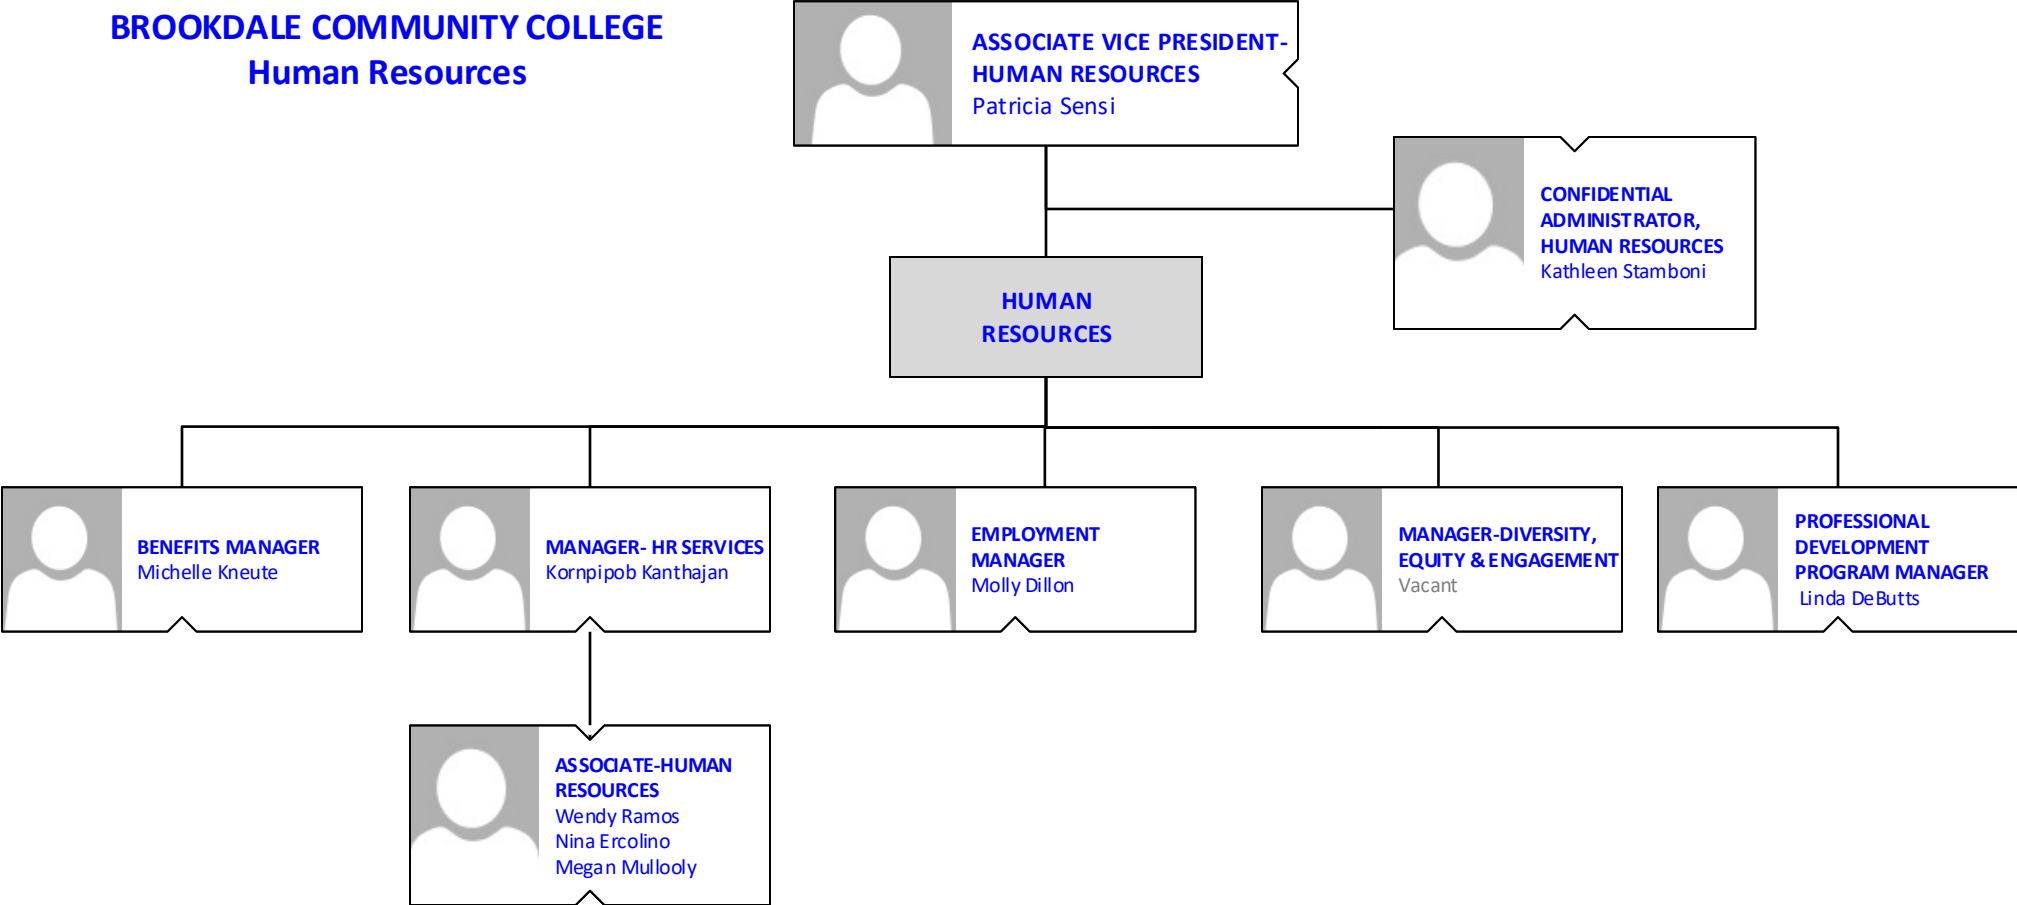 BROOKDALE COMMUNITY COLLEGE
Human Resources
ASSOCIATE VICE PRESIDENT-
HUMAN RESOURCES
Patricia Sensi
CONFIDENTIAL
ADMINISTRATOR,
HUMAN RESOURCES
Kathleen Stamboni
HUMAN
RESOURCES
BENEFITS MANAGER
Michelle Kneute
MANAGER- HR SERVICES
Kornpipob Kanthajan
EMPLOYMENT
MANAGER
Molly Dillon
MANAGER-DIVERSITY,
EQUITY & ENGAGEMENT
Vacant
PROFESSIONAL
DEVELOPMENT
PROGRAM MANAGER
Linda DeButts
ASSOCIATE-HUMAN
RESOURCES
Wendy Ramos
Nina Ercolino
Megan Mullooly